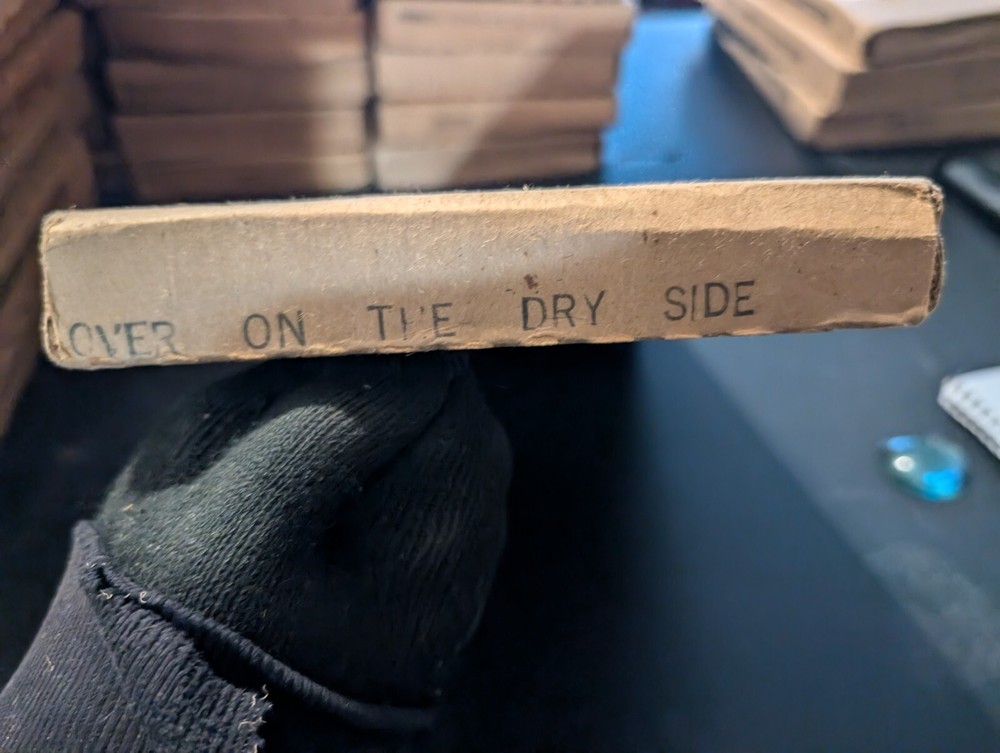 OVER ON THE DRY SIDE